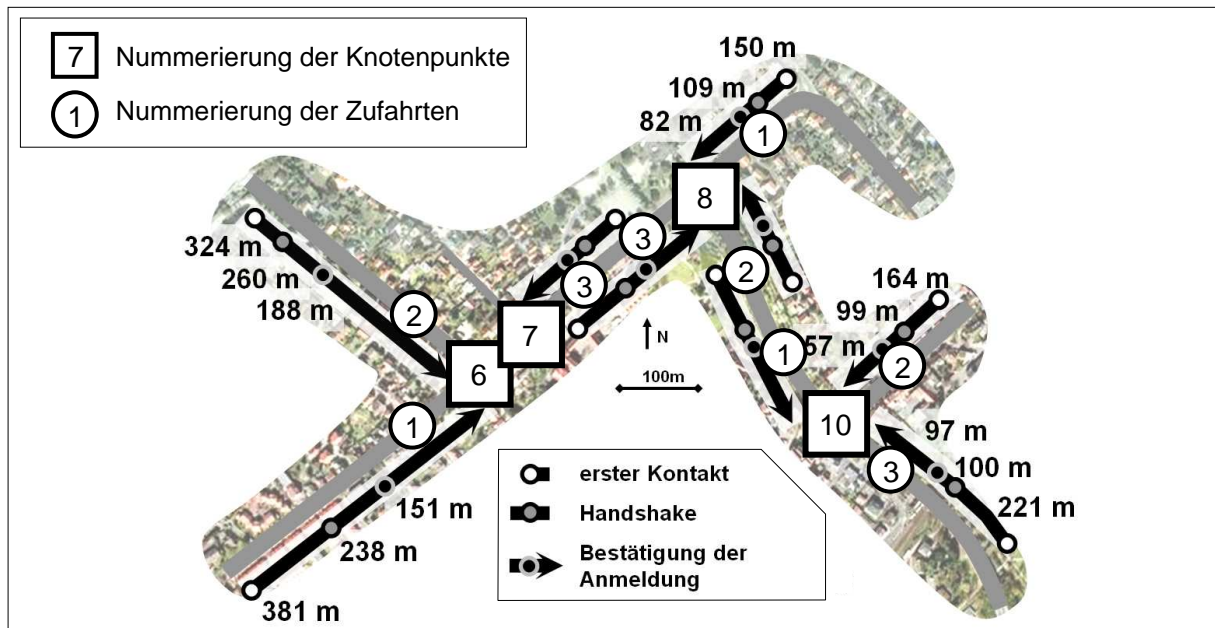 7 Nummerierung der Knotenpunkte
1 Nummerierung der Zufahrten
150 m
109 m
82 m
1
8
3
3
2
324 m
260 m
188 m
2
7
6
1
N
100m
164 m
99 m
57 m
1
2
10
3
97 m
100 m
221 m
151 m
238 m
381 m
erster Kontakt
Handshake
Bestätigung der
Anmeldung